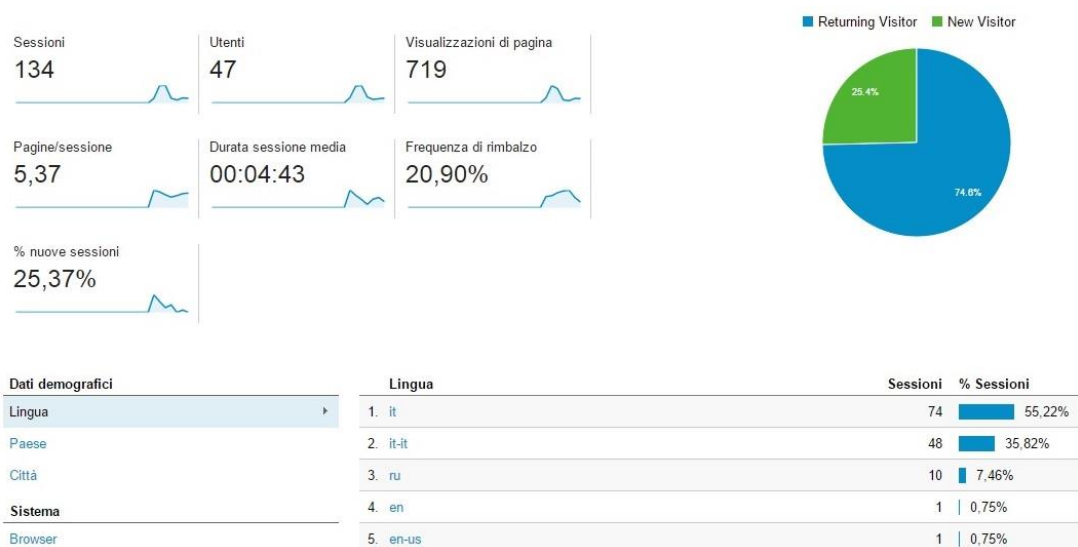 Returning Visitor New Visitor
Sessioni Utenti Visualizzazioni di pagina
134 47 719
25.4%
Pagine/sessione Durata sessione media Frequenza di rimbalzo
5,37 00:04:43 20,90%
74.6%
% nuove sessioni
25,37%
Dati demografici Lingua Sessioni % Sessioni
Lingua 1. it 74 55,22%
Paese 2. it-it 48 35,82%
Città 3. ru 10 7,46%
Sistema 4. en 1 0,75%
Browser 5. en-us 1 0,75%